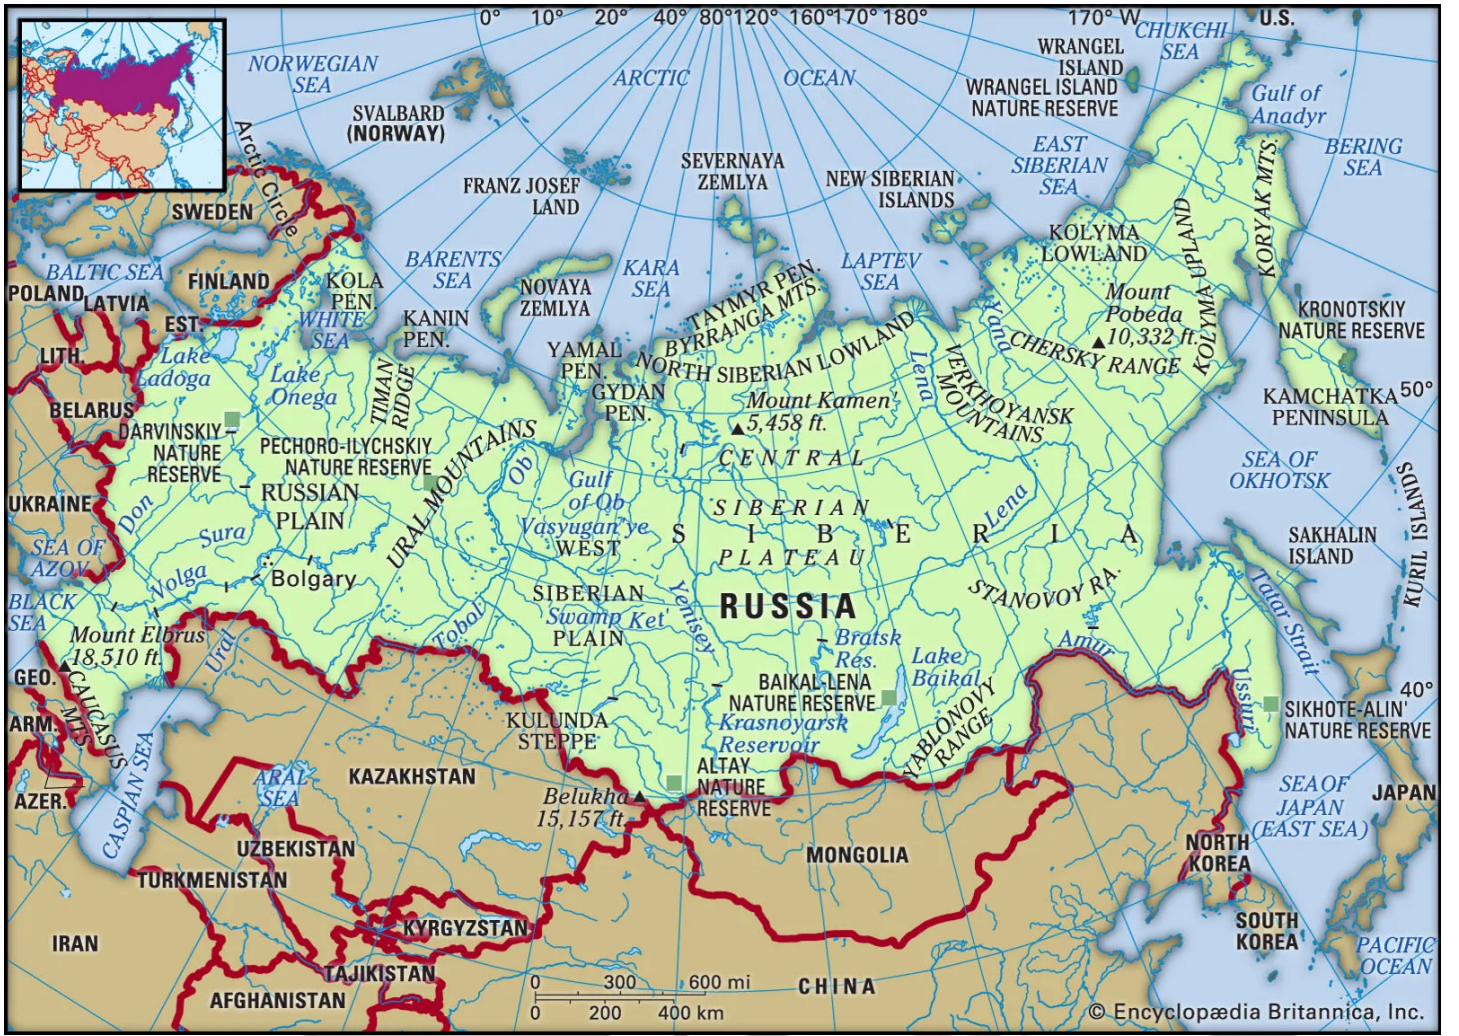 0° 10° 20° 40° 80° 120° 160° 170° 180° 170° W
U.S.
CHUKCHI
SEA
WRANGEL
ISLAND
WRANGEL ISLAND
NATURE RESERVE
NORWEGIAN
SEA
ARCTIC OCEAN
SVALBARD
(NORWAY)
Gulf of
Anadyr
BERING
SEA
EAST
SIBERIAN
SEA
Arctic Circle
SEVERNAYA
ZEMLYA
FRANZ JOSEF
LAND
NEW SIBERIAN
ISLANDS
SWEDEN
KOLYMA
LOWLAND
KOLYMA UPLAND
KORYAK MTS.
BALTIC SEA
FINLAND
KOLA
PEN.
BARENTS
SEA
NOVAYA
ZEMLYA
KARA
SEA
TAYMYR PEN.
BYRRANGA MTS.
LAPTEV
SEA
Mount
Pobeda
10,332 ft.
KRONOTSKIY
NATURE RESERVE
POLAND
LATVIA
EST.
LITH.
WHITE
SEA
KANIN
PEN.
YAMAL
PEN.
GYDAN
PEN.
NORTH SIBERIAN LOWLAND
Lena
Yana
CHERSKY RANGE
VERKHOYANSK
MOUNTAINS
Lake
Ladoga
Lake
Onega
TIMAN
RIDGE
Mount Kamen'
5,458 ft.
KAMCHATKA
PENINSULA
50°
BELARUS
DARVINSKIY
NATURE
RESERVE
PECHORO-ILYCHSKIY
NATURE RESERVE
URAL MOUNTAINS
Ob'
Gulf
of Ob
CENTRAL
SIBERIAN
PLATEAU
SEA OF
OKHOTSK
UKRAINE
RUSSIAN
PLAIN
Don
Sura
Vasyugan'ye
WEST
SIBERIAN
Swamp
PLAIN
Ket'
SIBERIA
Lena
SAKHALIN
ISLAND
KURIL ISLANDS
SEA OF
AZOV
Volga
Bolgary
Yenisey
RUSSIA
STANOVOY RA.
Tatar Strait
BLACK
SEA
Mount Elbrus
18,510 ft.
Ural
Tobol
Bratsk
Res.
Lake
Baikal
Amur
Ussuri
GEO.
CAUCASUS
MTS.
BAIKAL-LENA
NATURE RESERVE
Krasnoyarsk
Reservoir
YABLONOVY
RANGE
40°
SIKHOTE-ALIN'
NATURE RESERVE
ARM.
AZER.
CASPIAN SEA
ARAL
SEA
KAZAKHSTAN
KULUNDA
STEPPE
Belukha
15,157 ft.
ALTAY
NATURE
RESERVE
SEA OF
JAPAN
(EAST SEA)
JAPAN
UZBEKISTAN
TURKMENISTAN
MONGOLIA
NORTH
KOREA
KYRGYZSTAN
SOUTH
KOREA
IRAN
TAJIKISTAN
AFGHANISTAN
CHINA
PACIFIC
OCEAN
0 300 600 mi
0 200 400 km
© Encyclopædia Britannica, Inc.